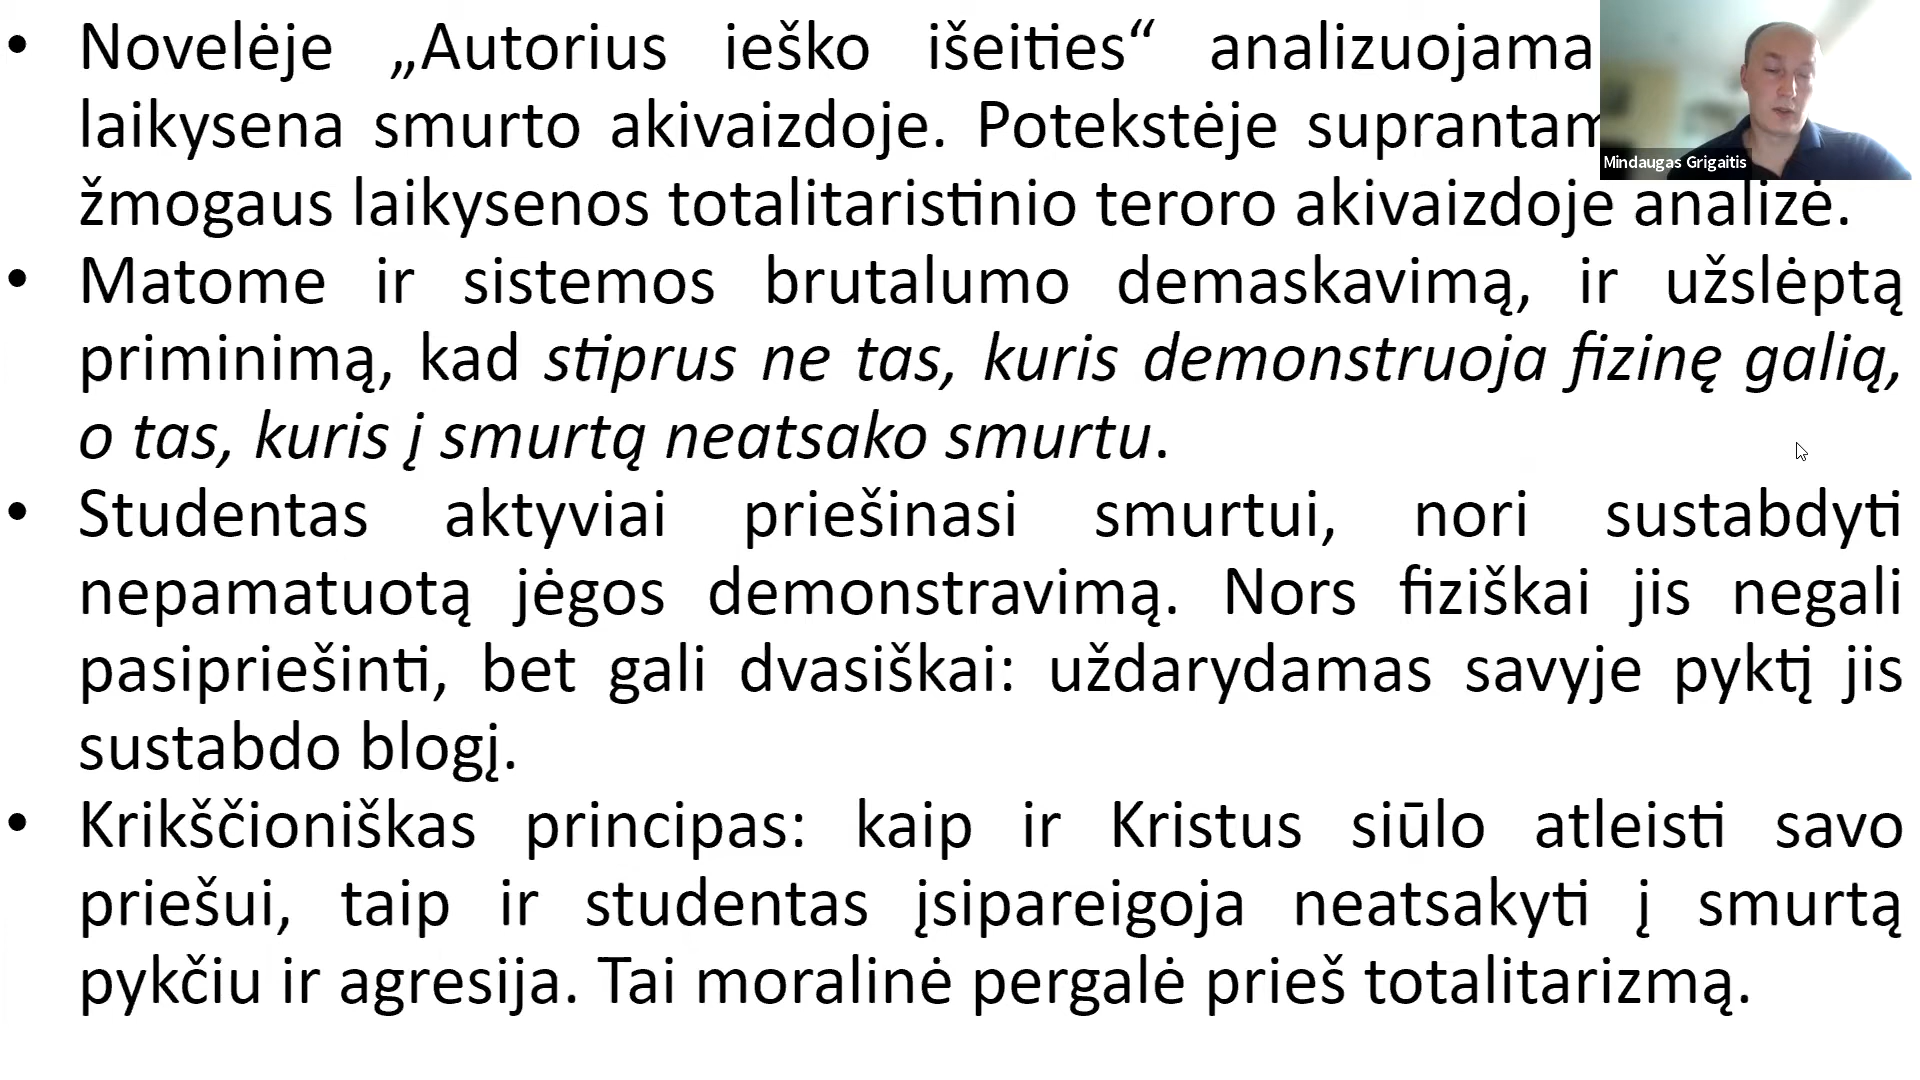 • Novelėje „Autorius ieško išeities“ analizuojama
laikysena smurto akivaizdoje. Potekstėje suprantam
žmogaus laikysenos totalitaristinio teroro akivaizdoje analizė.
• Matome ir sistemos brutalumo demaskavimą, ir užslėptą
priminimą, kad stiprus ne tas, kuris demonstruoja fizinę galią,
o tas, kuris į smurtą neatsako smurtu.
• Studentas aktyviai priešinasi smurtui, nori sustabdyti
nepamatuotą jėgos demonstravimą. Nors fiziškai jis negali
pasipriešinti, bet gali dvasiškai: uždarydamas savyje pyktį jis
sustabdo blogį.
• Krikščioniškas principas: kaip ir Kristus siūlo atleisti savo
priešui, taip ir studentas įsipareigoja neatsakyti į smurtą
pykčiu ir agresija. Tai moralinė pergalė prieš totalitarizmą.
Mindaugas Grigaitis